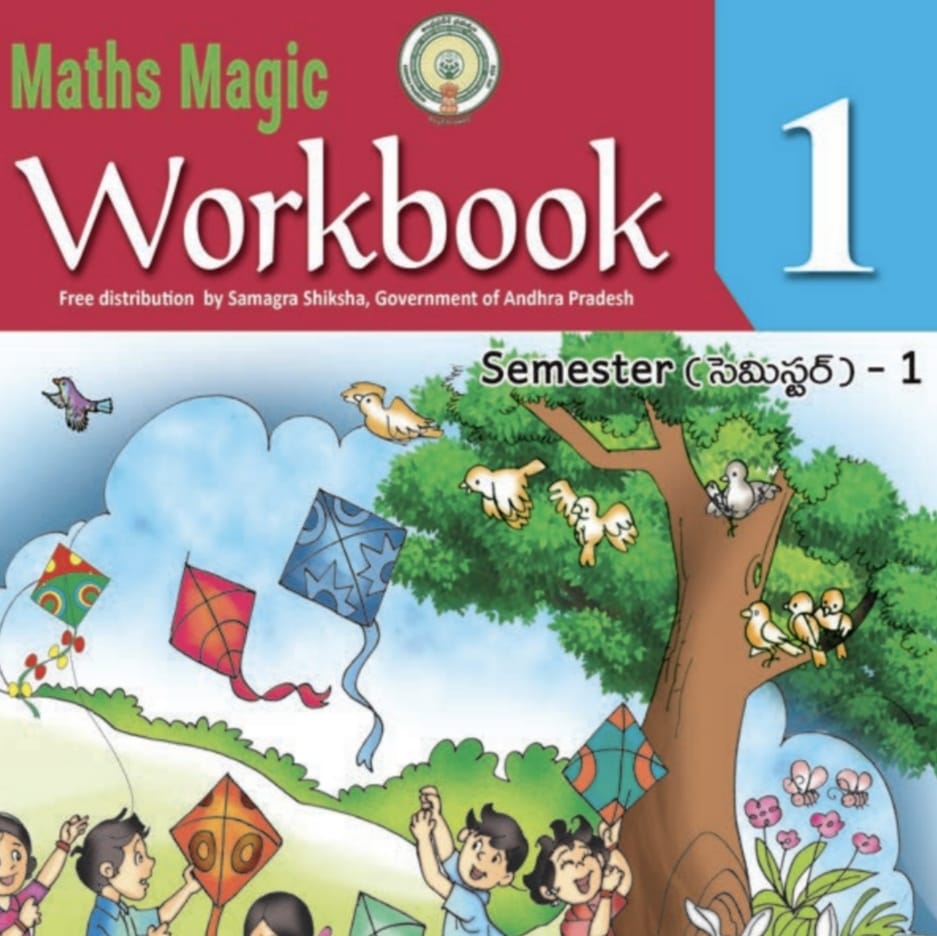 Maths Magic
Workbook
1
Free distribution by Samagra Shiksha, Government of Andhra Pradesh
Semester (సెమిస్టర్) - 1